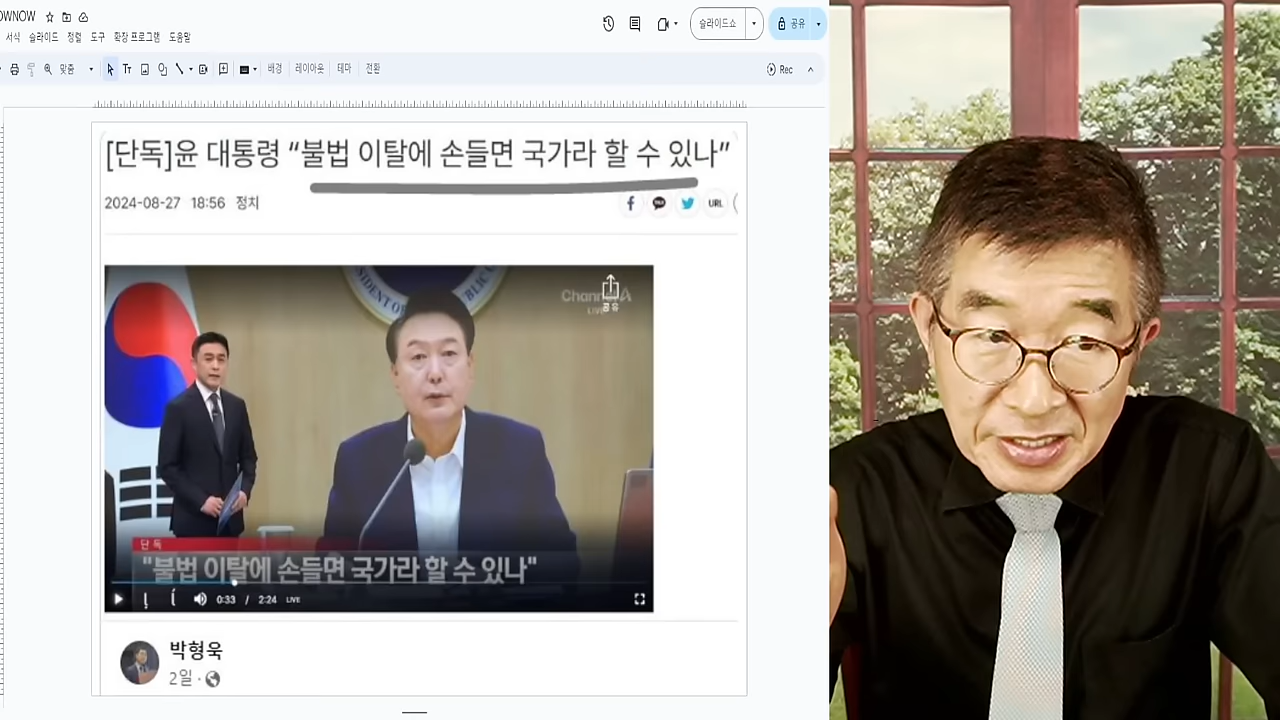 OWNOW
서식 슬라이드 정렬 도구 확장 프로그램 도움말
슬라이드쇼
공유
맞춤
배경 레이아웃 테마 전환
Rec
[단독]윤 대통령 “불법 이탈에 손들면 국가라 할 수 있나”
2024-08-27 18:56 정치
URL
공유
단독
"불법 이탈에 손들면 국가라 할 수 있나"
0:33 / 2:24 LIVE
박형욱
2일 ·